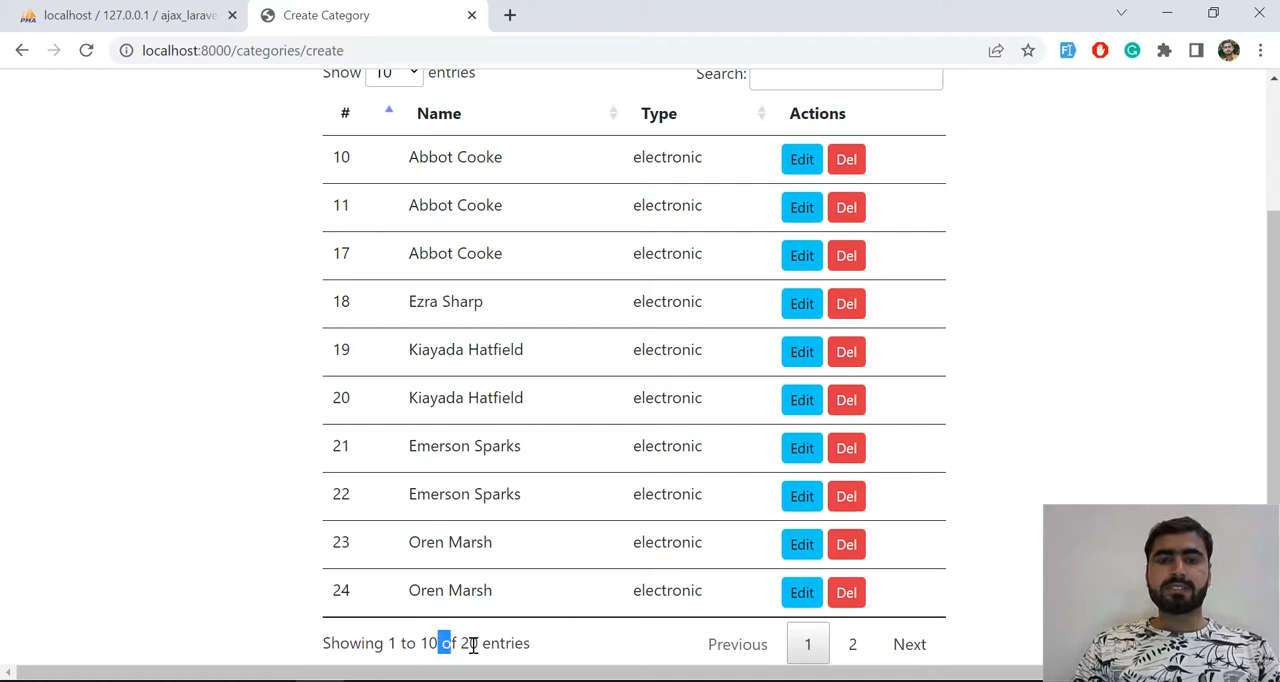 localhost / 127.0.0.1 / ajax_larave
Create Category
localhost:8000/categories/create
Show 10 entries
Search:
# Name Type Actions
10 Abbot Cooke electronic Edit Del
11 Abbot Cooke electronic Edit Del
17 Abbot Cooke electronic Edit Del
18 Ezra Sharp electronic Edit Del
19 Kiayada Hatfield electronic Edit Del
20 Kiayada Hatfield electronic Edit Del
21 Emerson Sparks electronic Edit Del
22 Emerson Sparks electronic Edit Del
23 Oren Marsh electronic Edit Del
24 Oren Marsh electronic Edit Del
Showing 1 to 10 of entries
Previous 1 2 Next